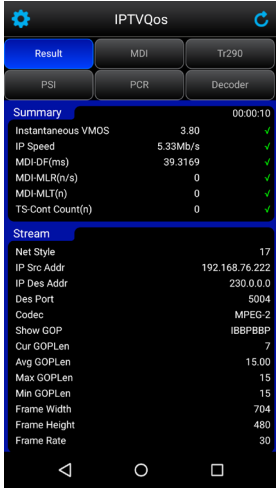 IPTVQos
Result MDI Tr290
PSI PCR Decoder
Summary 00:00:10
Instantaneous VMOS 3.80 √
IP Speed 5.33Mb/s √
MDI-DF(ms) 39.3169 √
MDI-MLR(n/s) 0 √
MDI-MLT(n) 0 √
TS-Cont Count(n) 0 √
Stream
Net Style 17
IP Src Addr 192.168.76.222
IP Des Addr 230.0.0.0
Des Port 5004
Codec MPEG-2
Show GOP IBBPBBP
Cur GOPLen 7
Avg GOPLen 15.00
Max GOPLen 15
Min GOPLen 15
Frame Width 704
Frame Height 480
Frame Rate 30